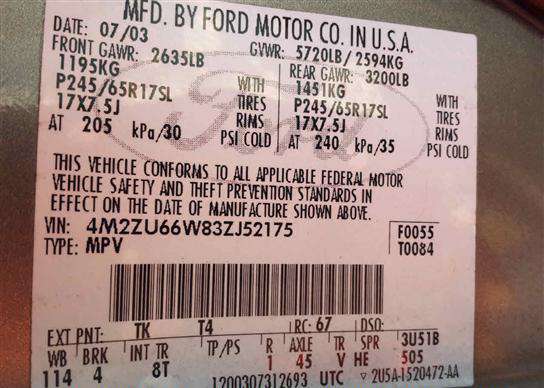 MFD. BY FORD MOTOR CO. IN U.S.A.
DATE: 07/03 GVWR: 5720LB/ 2594KG
FRONT GAWR: 2635LB REAR GAWR: 3200LB
1195KG WITH 1451KG WITH
P245/65R17SL TIRES P245/65R17SL TIRES
17X7.5J RIMS 17X7.5J RIMS
AT 205 kPa/30 PSI COLD AT 240 kPa/35 PSI COLD
Ford
THIS VEHICLE CONFORMS TO ALL APPLICABLE FEDERAL MOTOR
VEHICLE SAFETY AND THEFT PREVENTION STANDARDS IN
EFFECT ON THE DATE OF MANUFACTURE SHOWN ABOVE.
VIN: 4M2ZU66W83ZJ52175 F0055
TYPE: MPV T0084
EXT PNT: TK T4 RC: 67 DSO:
WB BRK INT TR TP/PS R AXLE TR SPR 3U51B
114 4 8T 1 45 V HE 505
1200307312693 UTC 2U5A-1520472-AA